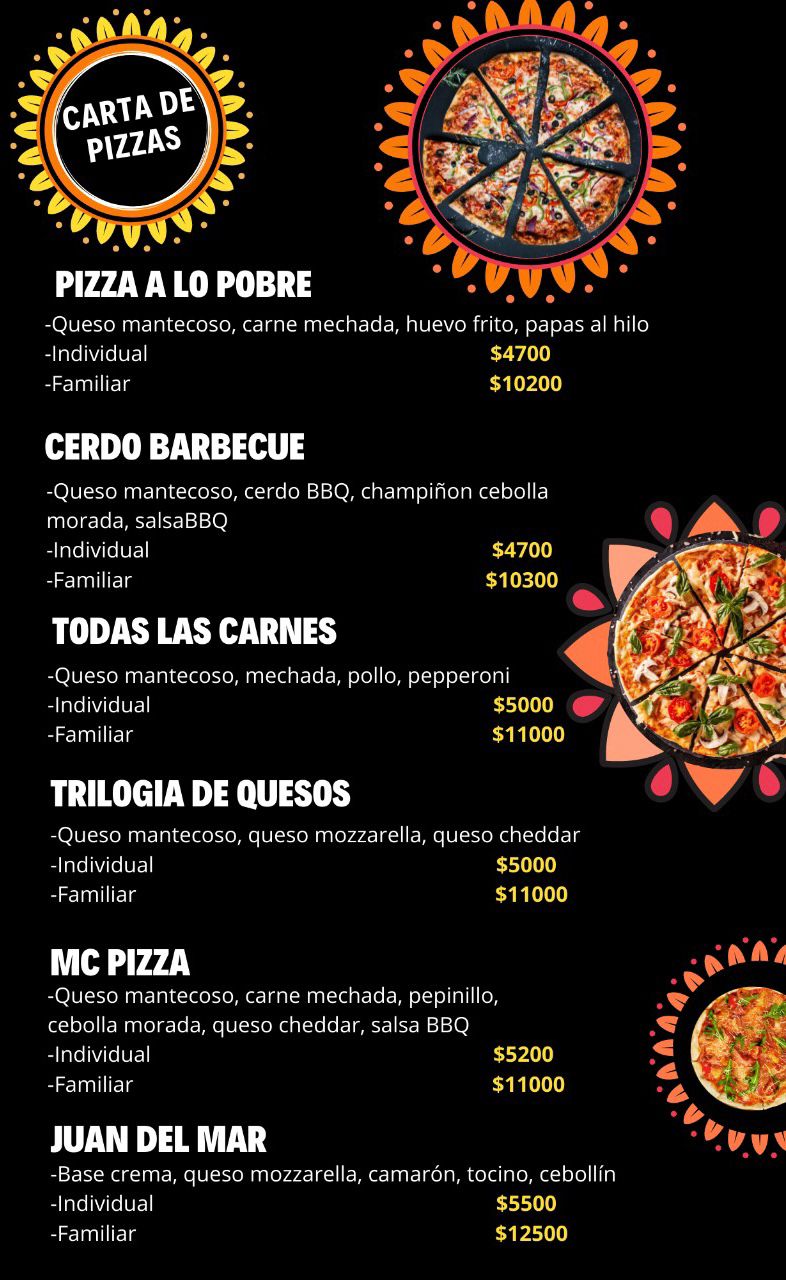 CARTA DE
PIZZAS
PIZZA A LO POBRE
-Queso mantecoso, carne mechada, huevo frito, papas al hilo
-Individual $4700
-Familiar $10200
CERDO BARBECUE
-Queso mantecoso, cerdo BBQ, champiñon cebolla
morada, salsaBBQ
-Individual $4700
-Familiar $10300
TODAS LAS CARNES
-Queso mantecoso, mechada, pollo, pepperoni
-Individual $5000
-Familiar $11000
TRILOGIA DE QUESOS
-Queso mantecoso, queso mozzarella, queso cheddar
-Individual $5000
-Familiar $11000
MC PIZZA
-Queso mantecoso, carne mechada, pepinillo,
cebolla morada, queso cheddar, salsa BBQ
-Individual $5200
-Familiar $11000
JUAN DEL MAR
-Base crema, queso mozzarella, camarón, tocino, cebollín
-Individual $5500
-Familiar $12500